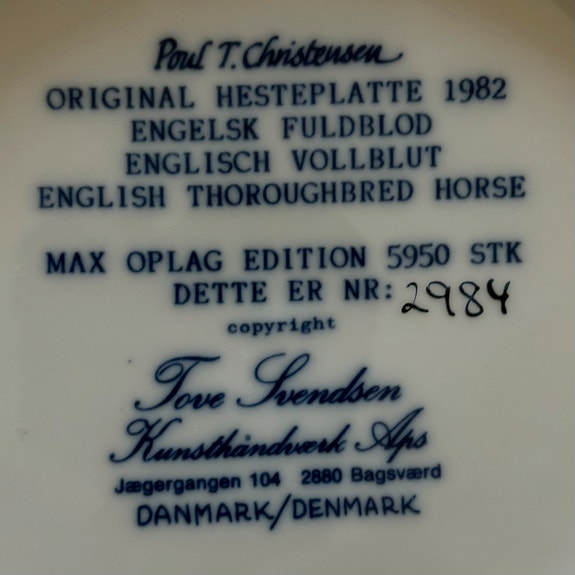 Poul T. Christensen
ORIGINAL HESTEPLATTE 1982
ENGELSK FULDBLOD
ENGLISCH VOLLBLUT
ENGLISH THOROUGHBRED HORSE
MAX OPLAG EDITION 5950 STK
DETTE ER NR: 2984
copyright
Tove Svendsen
Kunsthåndværk Aps
Jægergangen 104 2880 Bagsværd
DANMARK/DENMARK